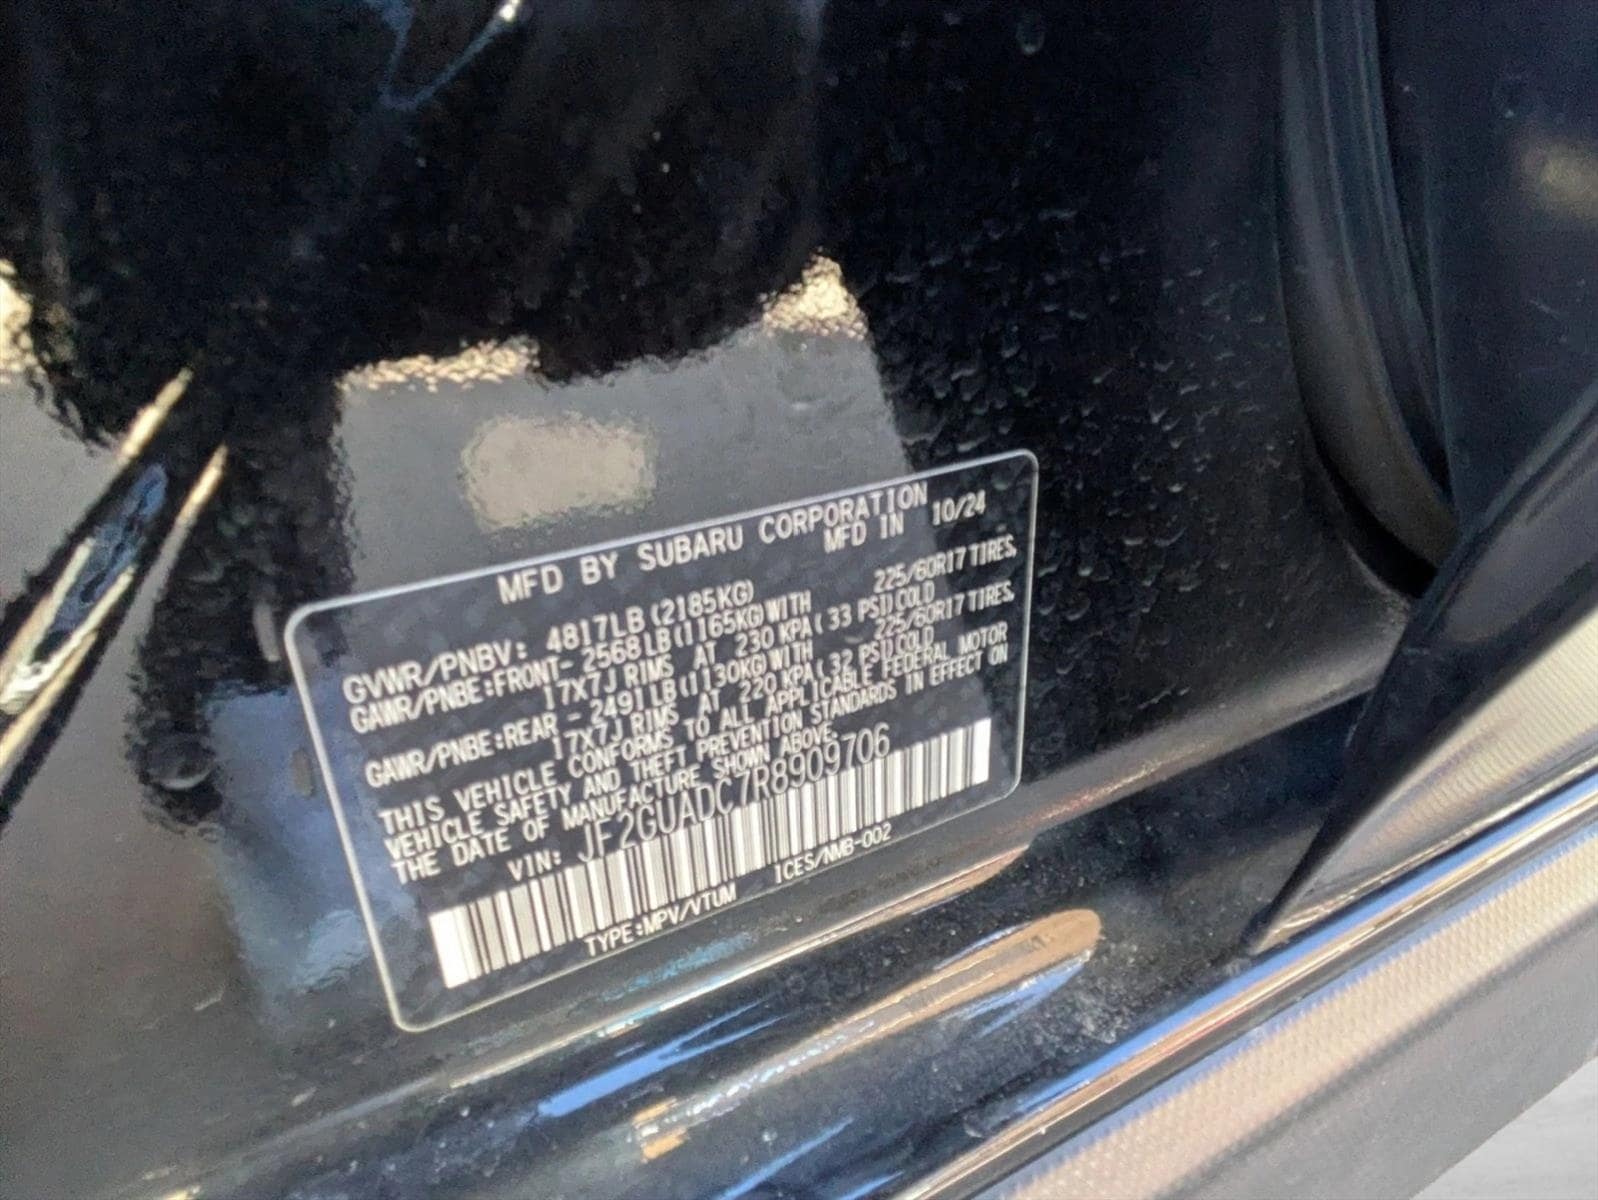 MFD BY SUBARU CORPORATION
MFD IN 10/24
GVWR/PNBV: 4817LB (2185KG)
GAWR/PNBE:FRONT- 2568LB(1165KG)WITH 225/60R17 TIRES,
17X7J RIMS AT 230 KPA( 33 PSI)COLD
GAWR/PNBE:REAR - 2491LB(1130KG)WITH 225/60R17 TIRES,
17X7J RIMS AT 220 KPA( 32 PSI)COLD
THIS VEHICLE CONFORMS TO ALL APPLICABLE FEDERAL MOTOR
VEHICLE SAFETY AND THEFT PREVENTION STANDARDS IN EFFECT ON
THE DATE OF MANUFACTURE SHOWN ABOVE.
VIN: JF2GUADC7R8909706
TYPE:MPV/VTUM ICES/NMB-002